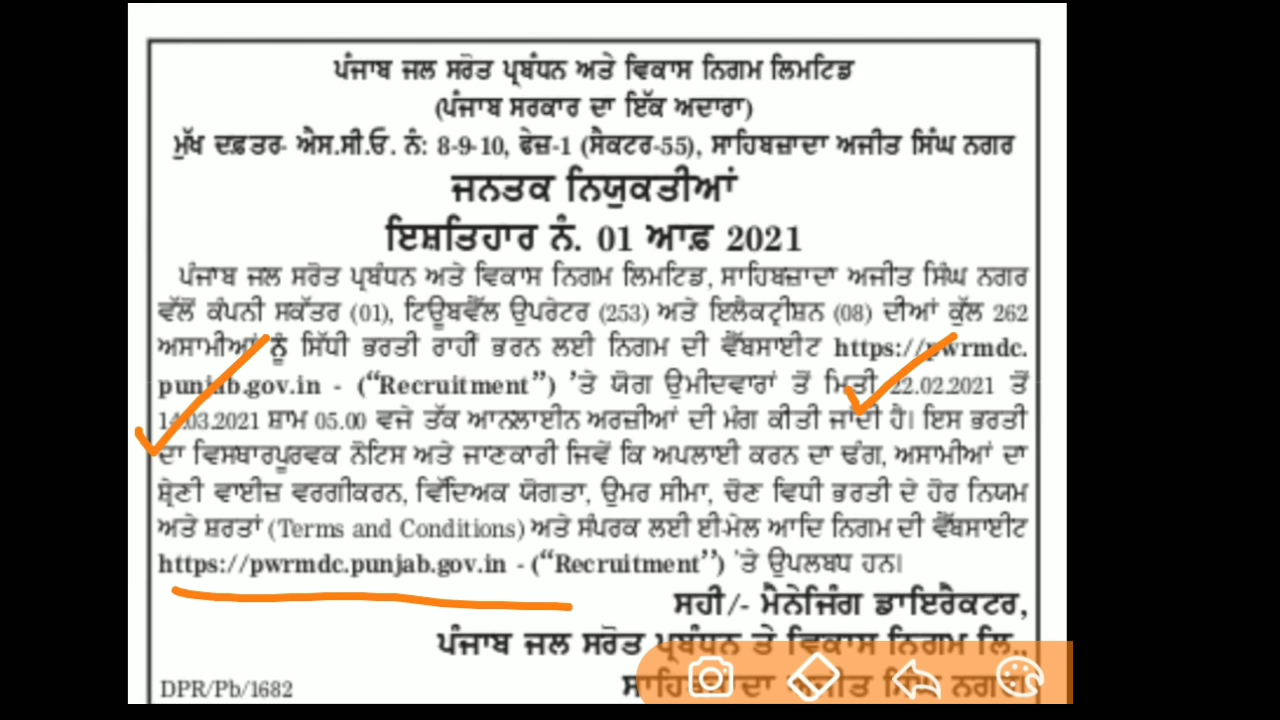 ਪੰਜਾਬ ਜਲ ਸਰੋਤ ਪ੍ਰਬੰਧਨ ਅਤੇ ਵਿਕਾਸ ਨਿਗਮ ਲਿਮਟਿਡ
(ਪੰਜਾਬ ਸਰਕਾਰ ਦਾ ਇੱਕ ਅਦਾਰਾ)
ਮੁੱਖ ਦਫ਼ਤਰ- ਐਸ.ਸੀ.ਓ. ਨੰ: 8-9-10, ਫੇਜ਼-1 (ਸੈਕਟਰ-55), ਸਾਹਿਬਜ਼ਾਦਾ ਅਜੀਤ ਸਿੰਘ ਨਗਰ
ਜਨਤਕ ਨਿਯੁਕਤੀਆਂ
ਇਸ਼ਤਿਹਾਰ ਨੰ. 01 ਆਫ਼ 2021
ਪੰਜਾਬ ਜਲ ਸਰੋਤ ਪ੍ਰਬੰਧਨ ਅਤੇ ਵਿਕਾਸ ਨਿਗਮ ਲਿਮਟਿਡ, ਸਾਹਿਬਜ਼ਾਦਾ ਅਜੀਤ ਸਿੰਘ ਨਗਰ
ਵੱਲੋਂ ਕੰਪਨੀ ਸਕੱਤਰ (01), ਟਿਊਬਵੈੱਲ ਉਪਰੇਟਰ (253) ਅਤੇ ਇਲੈਕਟ੍ਰੀਸ਼ਨ (08) ਦੀਆਂ ਕੁੱਲ 262
ਅਸਾਮੀਆਂ ਨੂੰ ਸਿੱਧੀ ਭਰਤੀ ਰਾਹੀਂ ਭਰਨ ਲਈ ਨਿਗਮ ਦੀ ਵੈੱਬਸਾਈਟ https://pwrmdc.
punjab.gov.in - (“Recruitment”) 'ਤੇ ਯੋਗ ਉਮੀਦਵਾਰਾਂ ਤੋਂ ਮਿਤੀ 22.02.2021 ਤੋਂ
14.03.2021 ਸ਼ਾਮ 05.00 ਵਜੇ ਤੱਕ ਆਨਲਾਈਨ ਅਰਜ਼ੀਆਂ ਦੀ ਮੰਗ ਕੀਤੀ ਜਾਂਦੀ ਹੈ। ਇਸ ਭਰਤੀ
ਦਾ ਵਿਸਥਾਰਪੂਰਵਕ ਨੋਟਿਸ ਅਤੇ ਜਾਣਕਾਰੀ ਜਿਵੇਂ ਕਿ ਅਪਲਾਈ ਕਰਨ ਦਾ ਢੰਗ, ਅਸਾਮੀਆਂ ਦਾ
ਸ਼੍ਰੇਣੀ ਵਾਈਜ਼ ਵਰਗੀਕਰਨ, ਵਿੱਦਿਅਕ ਯੋਗਤਾ, ਉਮਰ ਸੀਮਾ, ਚੋਣ ਵਿਧੀ ਭਰਤੀ ਦੇ ਹੋਰ ਨਿਯਮ
ਅਤੇ ਸ਼ਰਤਾਂ (Terms and Conditions) ਅਤੇ ਸੰਪਰਕ ਲਈ ਈ-ਮੇਲ ਆਦਿ ਨਿਗਮ ਦੀ ਵੈੱਬਸਾਈਟ
https://pwrmdc.punjab.gov.in - (“Recruitment”) 'ਤੇ ਉਪਲਬਧ ਹਨ।
ਸਹੀ/- ਮੈਨੇਜਿੰਗ ਡਾਇਰੈਕਟਰ,
ਪੰਜਾਬ ਜਲ ਸਰੋਤ ਪ੍ਰਬੰਧਨ ਤੇ ਵਿਕਾਸ ਨਿਗਮ ਲਿ.,
DPR/Pb/1682 ਸਾਹਿਬਜ਼ਾਦਾ ਅਜੀਤ ਸਿੰਘ ਨਗਰ।